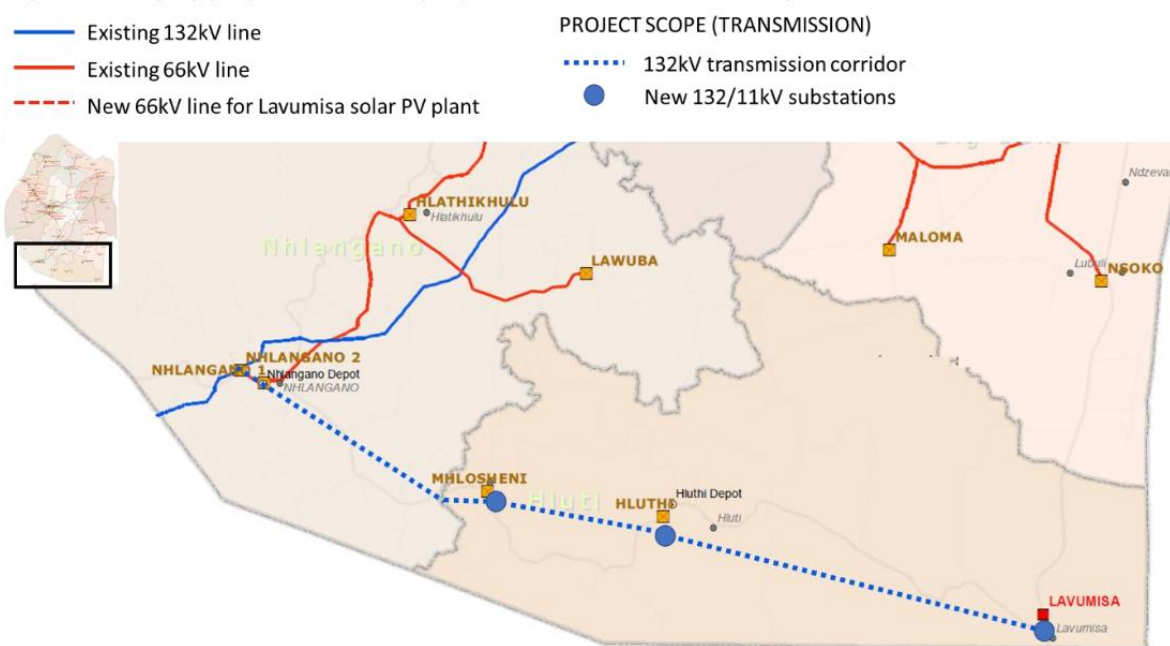 Existing 132kV line
Existing 66kV line
New 66kV line for Lavumisa solar PV plant
PROJECT SCOPE (TRANSMISSION)
132kV transmission corridor
New 132/11kV substations
Ndzevan
HLATHIKHULU
Hlatikhulu
Nhlangano
MALOMA
LAWUBA
Lubuli
NSOKO
NHLANGANO 2
NHLANGANO 1
Nhlangano Depot
NHLANGANO
MHLOSHENI
Hluti
HLUTHI
Hluthi Depot
Hluti
LAVUMISA
Lavumisa